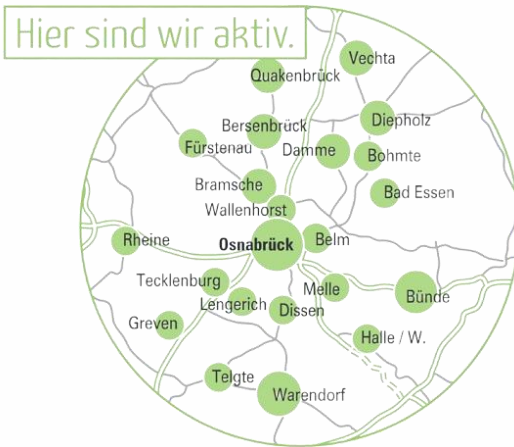 Hier sind wir aktiv.
Vechta
Quakenbrück
Diepholz
Bersenbrück
Fürstenau
Damme
Bohmte
Bramsche
Bad Essen
Wallenhorst
Rheine
Osnabrück
Belm
Tecklenburg
Melle
Bünde
Lengerich
Dissen
Greven
Halle / W.
Telgte
Warendorf